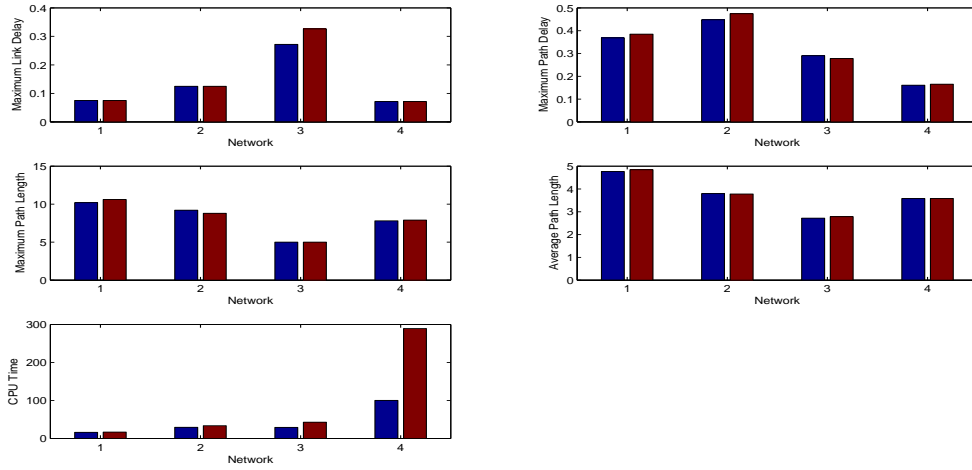 Maximum Link Delay
0.4
0.3
0.2
0.1
0
1 2 3 4
Network
Maximum Path Delay
0.5
0.4
0.3
0.2
0.1
0
1 2 3 4
Network
Maximum Path Length
15
10
5
0
1 2 3 4
Network
Average Path Length
5
4
3
2
1
0
1 2 3 4
Network
CPU Time
300
200
100
0
1 2 3 4
Network